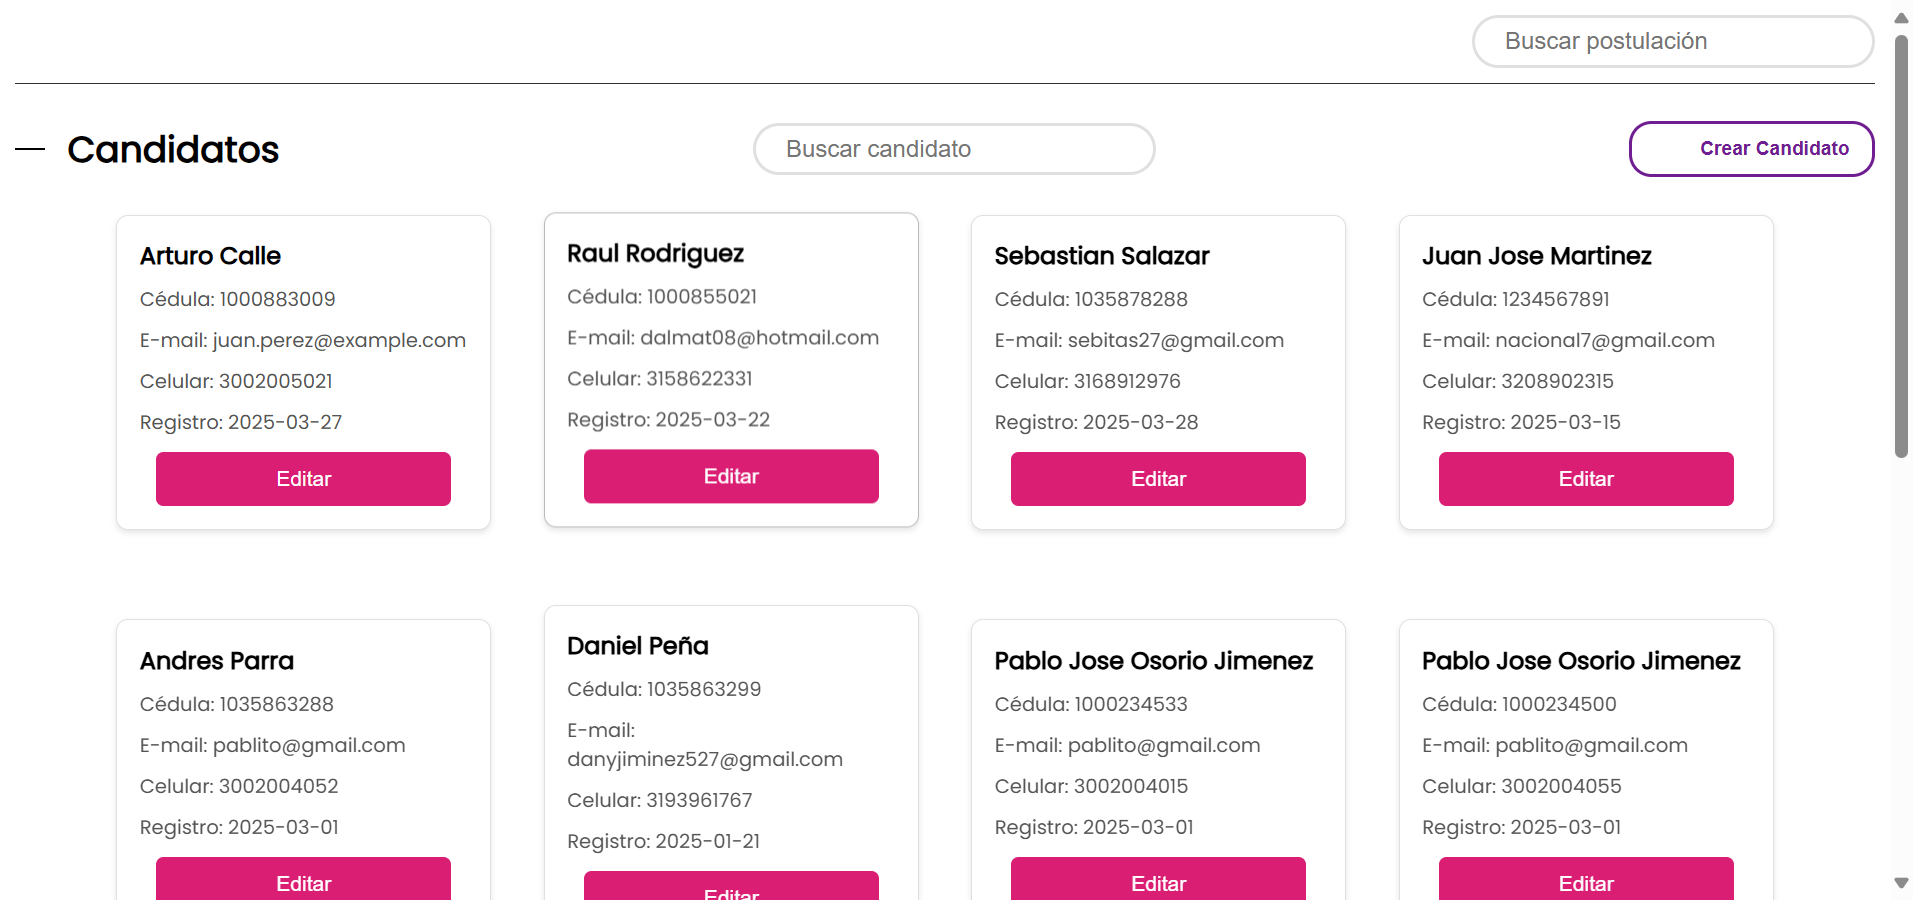 Buscar postulación
Candidatos
Buscar candidato
Crear Candidato
Arturo Calle
Cédula: 1000883009
E-mail: juan.perez@example.com
Celular: 3002005021
Registro: 2025-03-27
Editar
Raul Rodriguez
Cédula: 1000855021
E-mail: dalmat08@hotmail.com
Celular: 3158622331
Registro: 2025-03-22
Editar
Sebastian Salazar
Cédula: 1035878288
E-mail: sebitas27@gmail.com
Celular: 3168912976
Registro: 2025-03-28
Editar
Juan Jose Martinez
Cédula: 1234567891
E-mail: nacional7@gmail.com
Celular: 3208902315
Registro: 2025-03-15
Editar
Andres Parra
Cédula: 1035863288
E-mail: pablito@gmail.com
Celular: 3002004052
Registro: 2025-03-01
Editar
Daniel Peña
Cédula: 1035863299
E-mail:
danyjiminez527@gmail.com
Celular: 3193961767
Registro: 2025-01-21
Editar
Pablo Jose Osorio Jimenez
Cédula: 1000234533
E-mail: pablito@gmail.com
Celular: 3002004015
Registro: 2025-03-01
Editar
Pablo Jose Osorio Jimenez
Cédula: 1000234500
E-mail: pablito@gmail.com
Celular: 3002004055
Registro: 2025-03-01
Editar